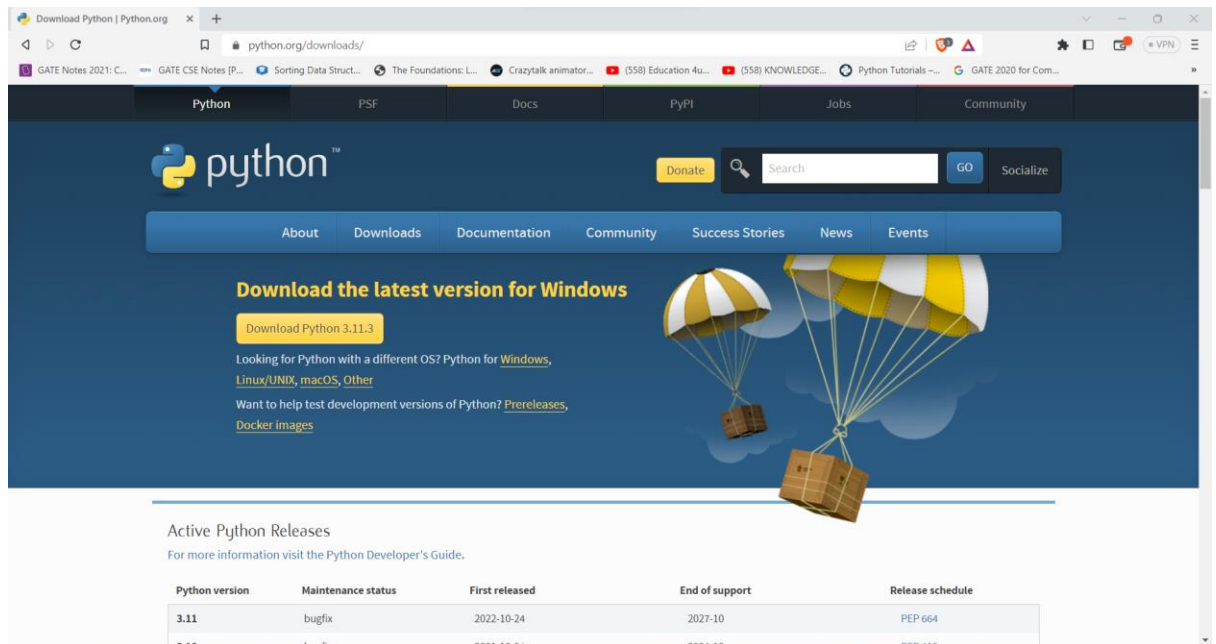 Download Python | Python.org
python.org/downloads/
VPN
GATE Notes 2021: C... GATE CSE Notes [P... Sorting Data Struct... The Foundations: L... Crazytalk animator... (558) Education 4u... (558) KNOWLEDGE... Python Tutorials –... GATE 2020 for Com...
Python PSF Docs PyPI Jobs Community
python™
Donate Search GO Socialize
About Downloads Documentation Community Success Stories News Events
Download the latest version for Windows
Download Python 3.11.3
Looking for Python with a different OS? Python for Windows,
Linux/UNIX, macOS, Other
Want to help test development versions of Python? Prereleases,
Docker images
Active Python Releases
For more information visit the Python Developer's Guide.
Python version Maintenance status First released End of support Release schedule
3.11 bugfix 2022-10-24 2027-10 PEP 664